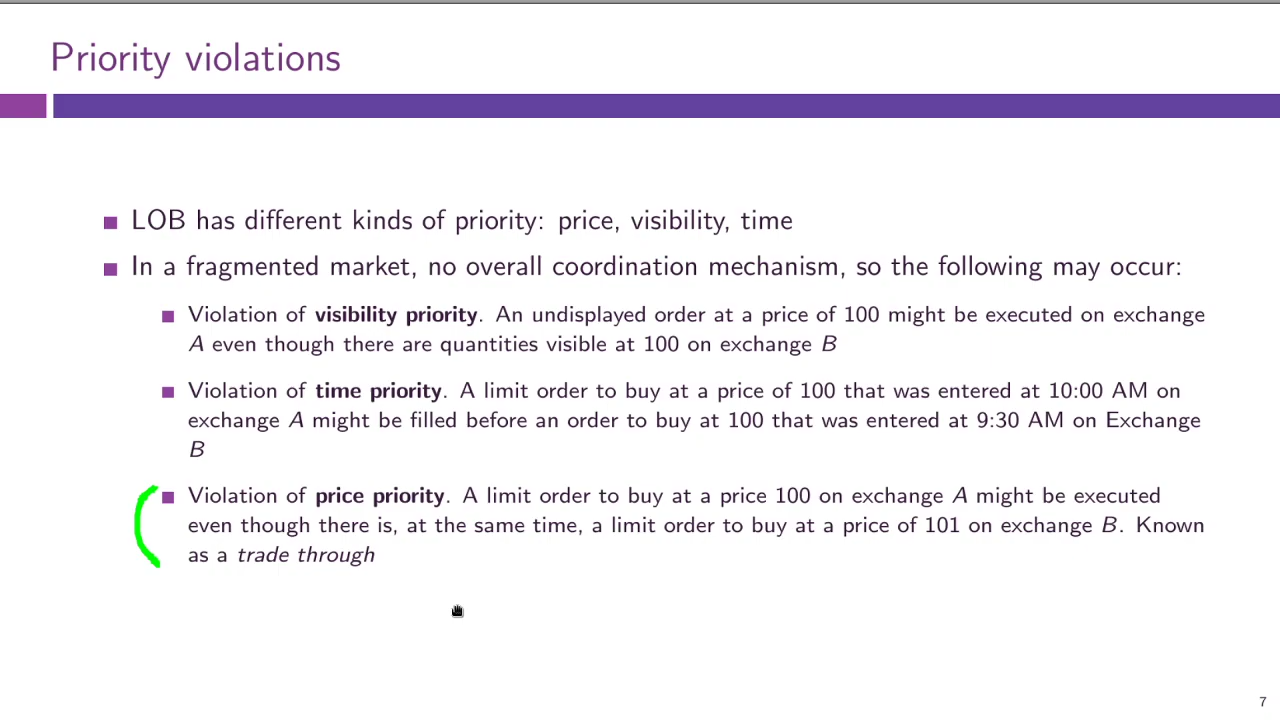 Priority violations
LOB has different kinds of priority: price, visibility, time
In a fragmented market, no overall coordination mechanism, so the following may occur:
Violation of visibility priority. An undisplayed order at a price of 100 might be executed on exchange
A even though there are quantities visible at 100 on exchange B
Violation of time priority. A limit order to buy at a price of 100 that was entered at 10:00 AM on
exchange A might be filled before an order to buy at 100 that was entered at 9:30 AM on Exchange
B
Violation of price priority. A limit order to buy at a price 100 on exchange A might be executed
even though there is, at the same time, a limit order to buy at a price of 101 on exchange B. Known
as a trade through
7